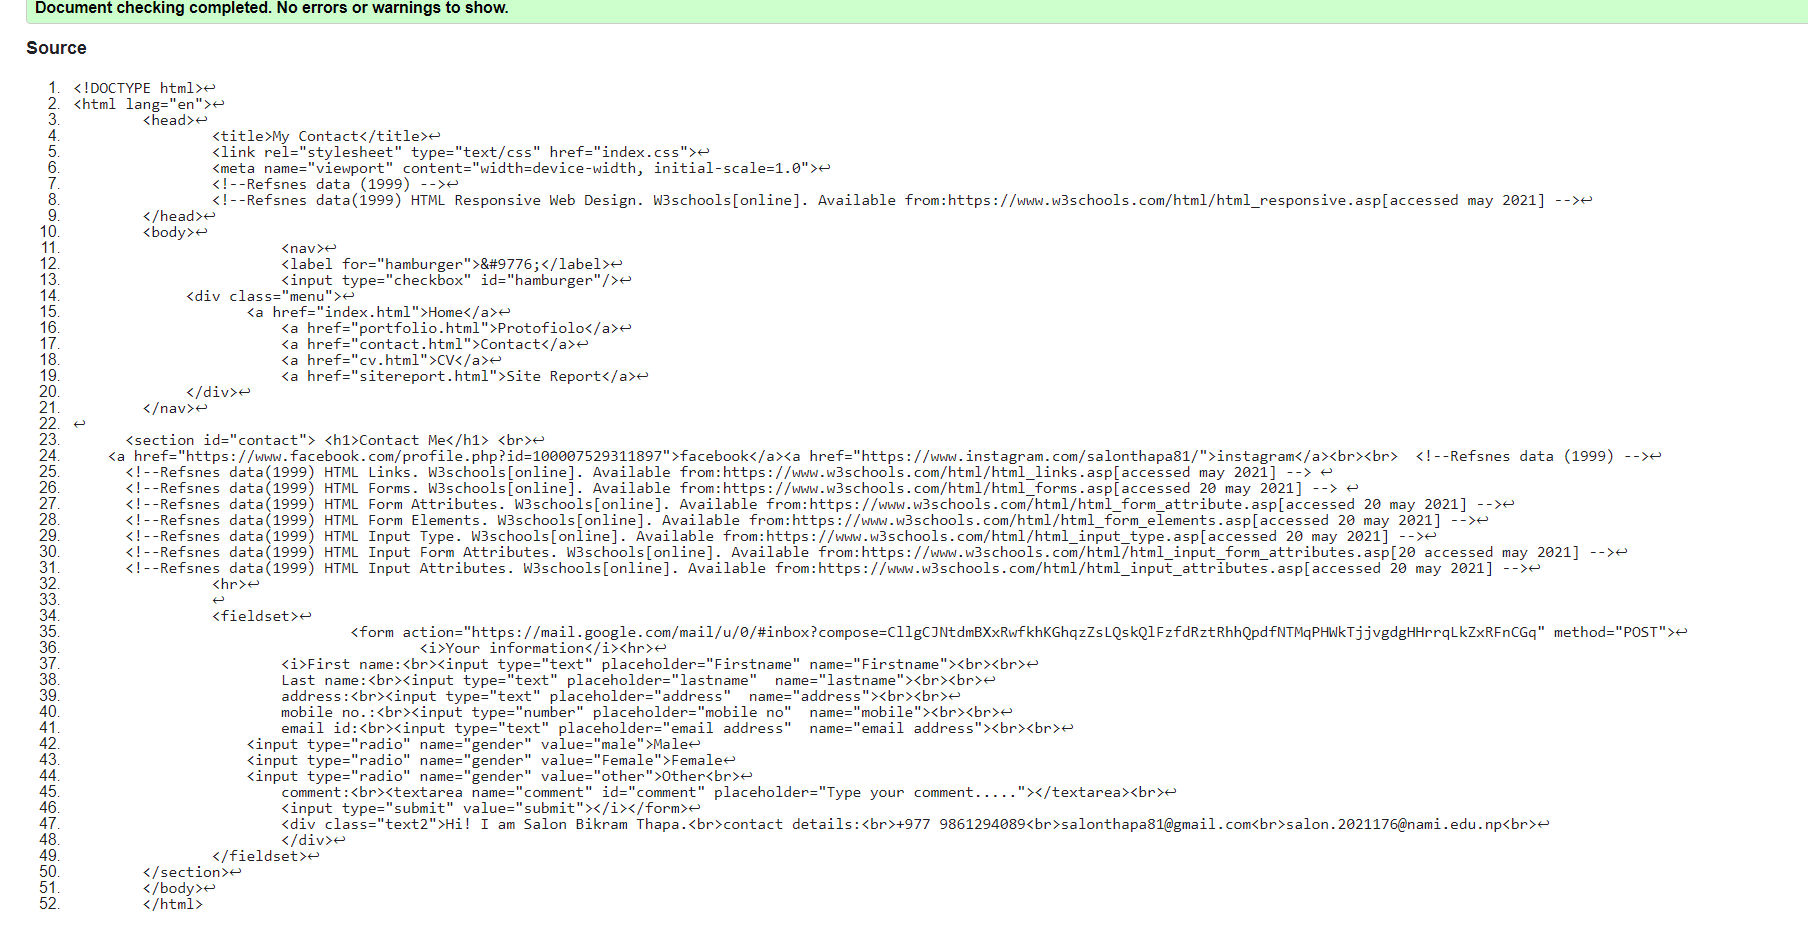 Document checking completed. No errors or warnings to show.
Source
1. <!DOCTYPE html>↩
2. <html lang="en">↩
3. <head>↩
4. <title>My Contact</title>↩
5. <link rel="stylesheet" type="text/css" href="index.css">↩
6. <meta name="viewport" content="width=device-width, initial-scale=1.0">↩
7. <!--Refsnes data (1999) -->↩
8. <!--Refsnes data(1999) HTML Responsive Web Design. W3schools[online]. Available from:https://www.w3schools.com/html/html_responsive.asp[accessed may 2021] -->↩
9. </head>↩
10. <body>↩
11. <nav>↩
12. <label for="hamburger">&#9776;</label>↩
13. <input type="checkbox" id="hamburger"/>↩
14. <div class="menu">↩
15. <a href="index.html">Home</a>↩
16. <a href="portfolio.html">Protofiolo</a>↩
17. <a href="contact.html">Contact</a>↩
18. <a href="cv.html">CV</a>↩
19. <a href="sitereport.html">Site Report</a>↩
20. </div>↩
21. </nav>↩
22. ↩
23. <section id="contact"> <h1>Contact Me</h1> <br>↩
24. <a href="https://www.facebook.com/profile.php?id=100007529311897">facebook</a><a href="https://www.instagram.com/salonthapa81/">instagram</a><br><br>  <!--Refsnes data (1999) -->↩
25. <!--Refsnes data(1999) HTML Links. W3schools[online]. Available from:https://www.w3schools.com/html/html_links.asp[accessed may 2021] --> ↩
26. <!--Refsnes data(1999) HTML Forms. W3schools[online]. Available from:https://www.w3schools.com/html/html_forms.asp[accessed 20 may 2021] --> ↩
27. <!--Refsnes data(1999) HTML Form Attributes. W3schools[online]. Available from:https://www.w3schools.com/html/html_form_attribute.asp[accessed 20 may 2021] -->↩
28. <!--Refsnes data(1999) HTML Form Elements. W3schools[online]. Available from:https://www.w3schools.com/html/html_form_elements.asp[accessed 20 may 2021] -->↩
29. <!--Refsnes data(1999) HTML Input Type. W3schools[online]. Available from:https://www.w3schools.com/html/html_input_type.asp[accessed 20 may 2021] -->↩
30. <!--Refsnes data(1999) HTML Input Form Attributes. W3schools[online]. Available from:https://www.w3schools.com/html/html_input_form_attributes.asp[20 accessed may 2021] -->↩
31. <!--Refsnes data(1999) HTML Input Attributes. W3schools[online]. Available from:https://www.w3schools.com/html/html_input_attributes.asp[accessed 20 may 2021] -->↩
32. <hr>↩
33. ↩
34. <fieldset>↩
35. <form action="https://mail.google.com/mail/u/0/#inbox?compose=CllgCJNtdmBXxRwfkhKGhqzZsLQskQlFzfdRztRhhQpdfNTMqPHWkTjjvgdgHHrrqLkZxRFnCGq" method="POST">↩
36. <i>Your information</i><hr>↩
37. <i>First name:<br><input type="text" placeholder="Firstname" name="Firstname"><br><br>↩
38. Last name:<br><input type="text" placeholder="lastname"  name="lastname"><br><br>↩
39. address:<br><input type="text" placeholder="address"  name="address"><br><br>↩
40. mobile no.:<br><input type="number" placeholder="mobile no"  name="mobile"><br><br>↩
41. email id:<br><input type="text" placeholder="email address"  name="email address"><br><br>↩
42. <input type="radio" name="gender" value="male">Male↩
43. <input type="radio" name="gender" value="Female">Female↩
44. <input type="radio" name="gender" value="other">Other<br>↩
45. comment:<br><textarea name="comment" id="comment" placeholder="Type your comment....."></textarea><br>↩
46. <input type="submit" value="submit"></i></form>↩
47. <div class="text2">Hi! I am Salon Bikram Thapa.<br>contact details:<br>+977 9861294089<br>salonthapa81@gmail.com<br>salon.2021176@nami.edu.np<br>↩
48. </div>↩
49. </fieldset>↩
50. </section>↩
51. </body>↩
52. </html>